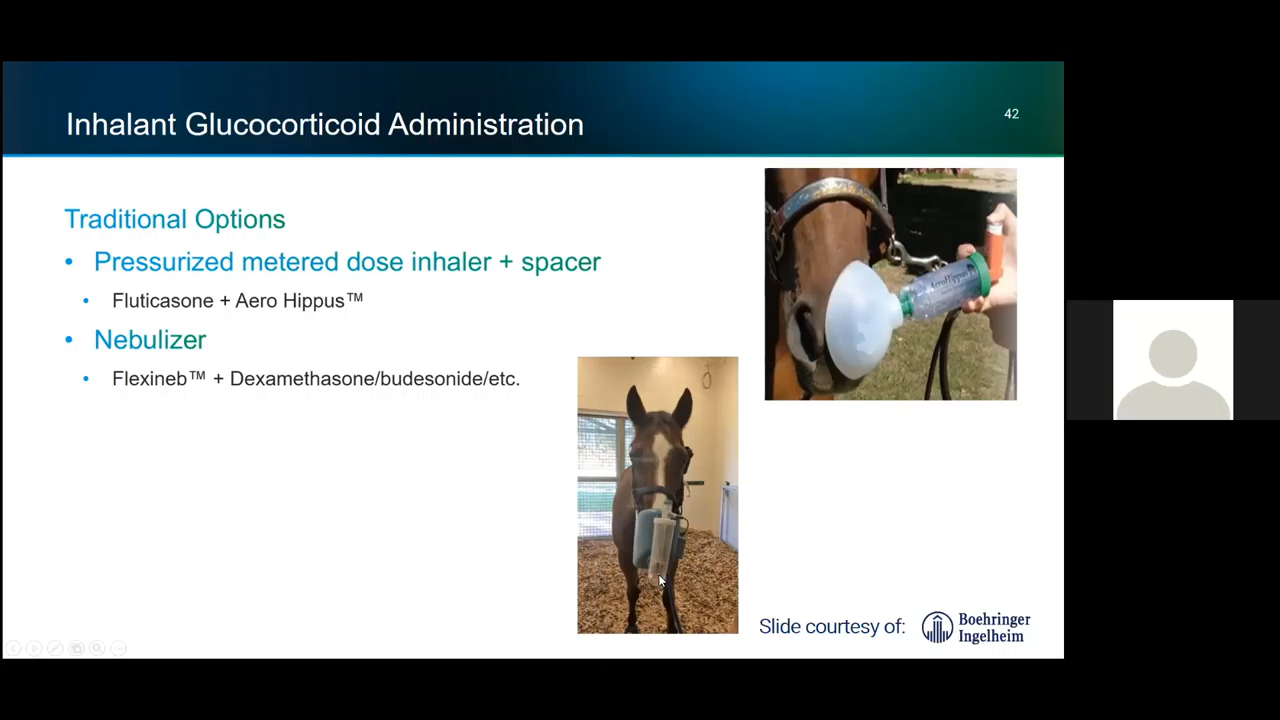 Inhalant Glucocorticoid Administration
42
Traditional Options
• Pressurized metered dose inhaler + spacer
• Fluticasone + Aero Hippus™
• Nebulizer
• Flexineb™ + Dexamethasone/budesonide/etc.
AeroHippus
Slide courtesy of:
Boehringer
Ingelheim